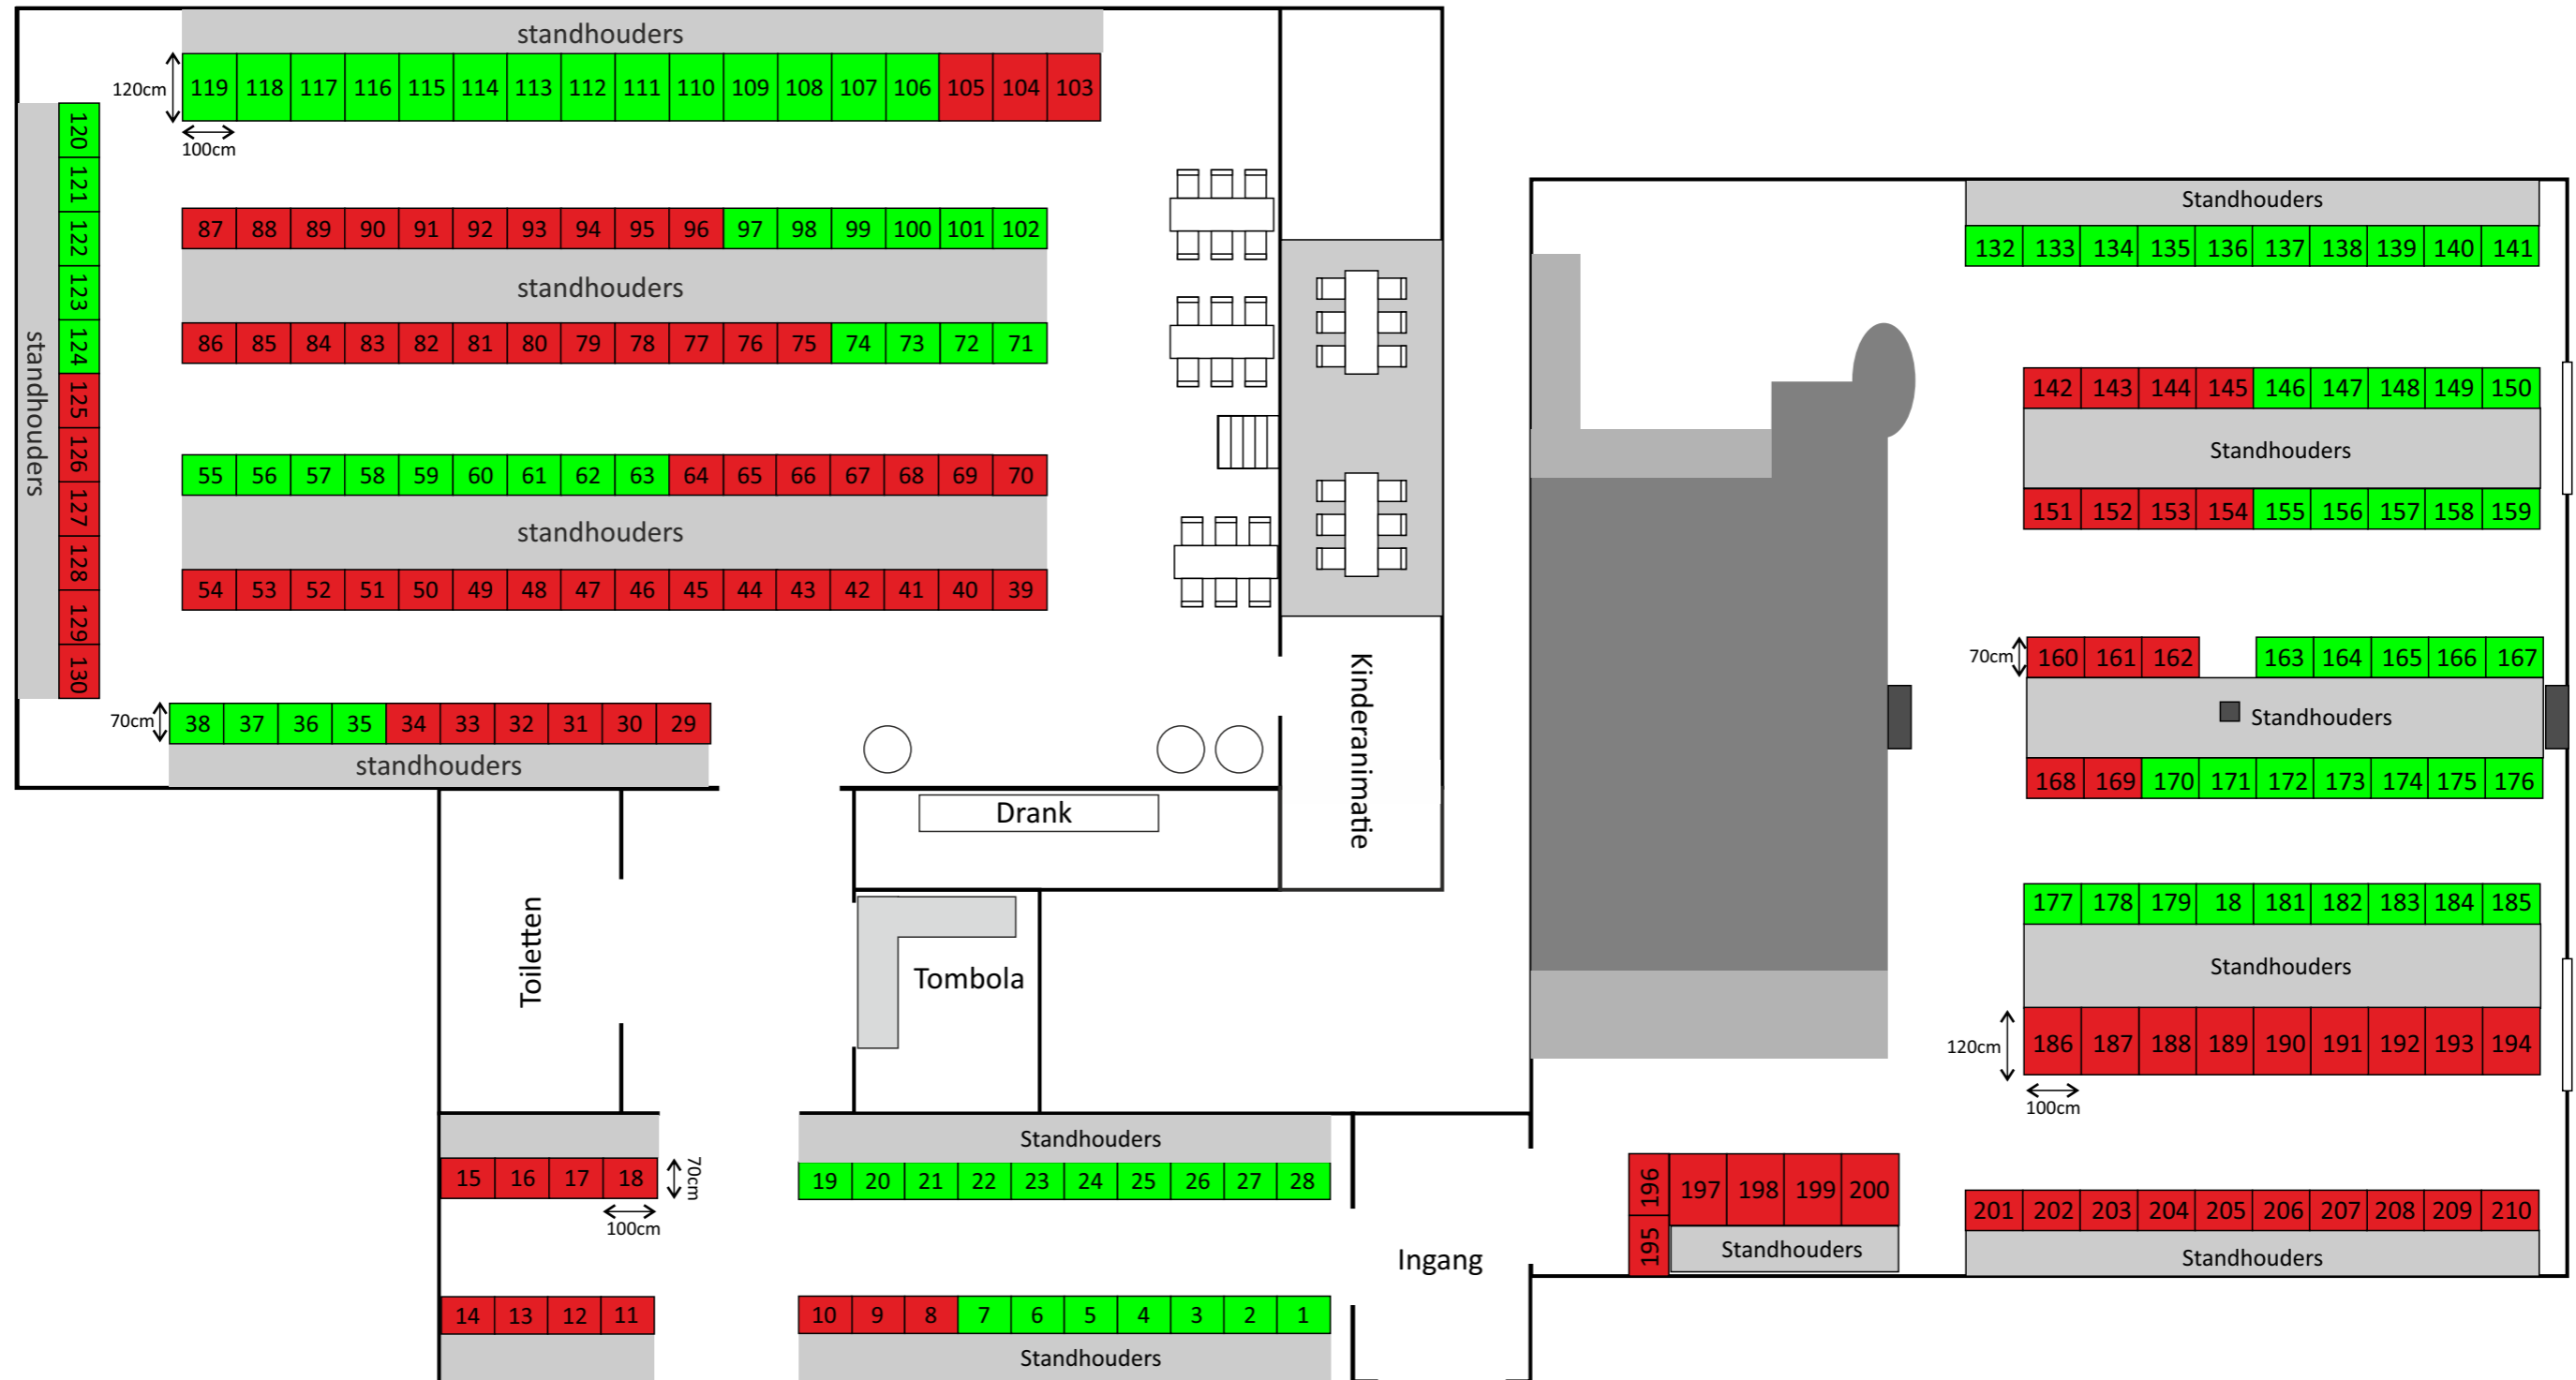 standhouders
120cm
119 118 117 116 115 114 113 112 111 110 109 108 107 106 105 104 103
100cm
standhouders
120
121
122
123
124
125
126
127
128
129
130
87 88 89 90 91 92 93 94 95 96 97 98 99 100 101 102
standhouders
86 85 84 83 82 81 80 79 78 77 76 75 74 73 72 71
55 56 57 58 59 60 61 62 63 64 65 66 67 68 69 70
standhouders
54 53 52 51 50 49 48 47 46 45 44 43 42 41 40 39
70cm
38 37 36 35 34 33 32 31 30 29
standhouders
Kinderanimatie
Drank
Toiletten
Tombola
Standhouders
15 16 17 18
70cm
100cm
19 20 21 22 23 24 25 26 27 28
Ingang
14 13 12 11
10 9 8 7 6 5 4 3 2 1
Standhouders
Standhouders
132 133 134 135 136 137 138 139 140 141
142 143 144 145 146 147 148 149 150
Standhouders
151 152 153 154 155 156 157 158 159
70cm
160 161 162 163 164 165 166 167
Standhouders
168 169 170 171 172 173 174 175 176
177 178 179 18 181 182 183 184 185
Standhouders
120cm
186 187 188 189 190 191 192 193 194
100cm
196
195
197 198 199 200
Standhouders
201 202 203 204 205 206 207 208 209 210
Standhouders